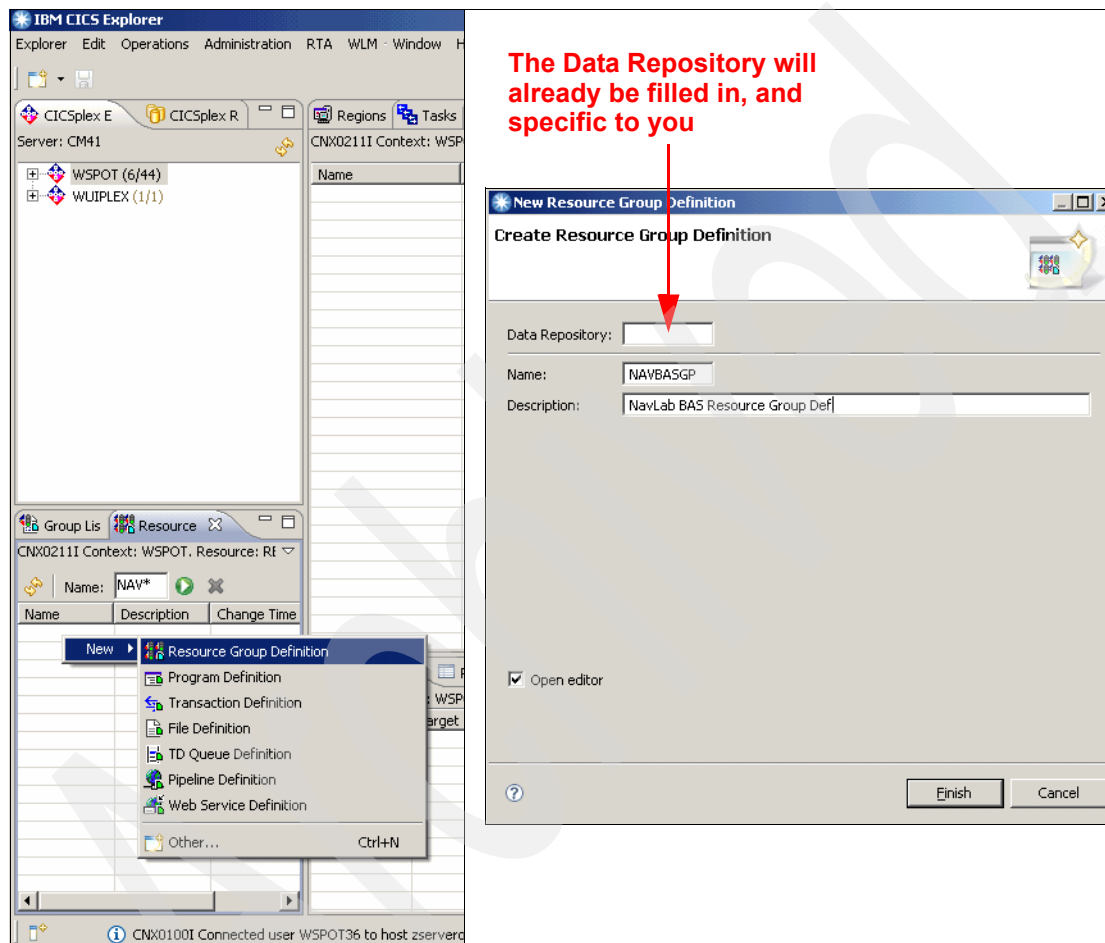 IBM CICS Explorer
Explorer Edit Operations Administration RTA WLM Window H
CICSplex E CICSplex R
Server: CM41
WSPOT (6/44)
WUIPLEX (1/1)
Regions Tasks
CNX0211I Context: WSP
Name
Group Lis Resource
CNX0211I Context: WSPOT. Resource: RE
Name: NAV*
Name Description Change Time
New
Resource Group Definition
Program Definition
Transaction Definition
File Definition
TD Queue Definition
Pipeline Definition
Web Service Definition
Other... Ctrl+N
: WSP
arget
CNX0100I Connected user WSPOT36 to host zserver
The Data Repository will
already be filled in, and
specific to you
New Resource Group Definition
Create Resource Group Definition
Data Repository:
Name: NAVBASGP
Description: NavLab BAS Resource Group Def
Open editor
Finish Cancel